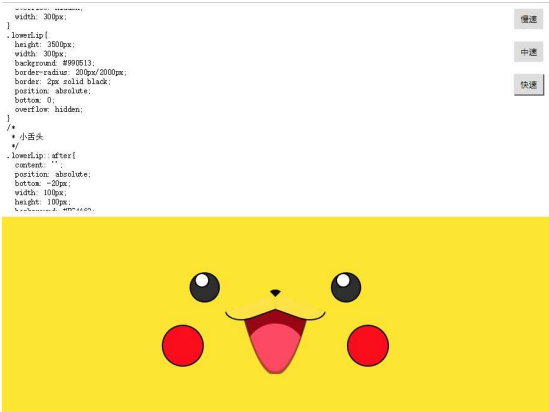 width: 300px;
}
.lowerLip{
height: 3500px;
width: 300px;
background: #990513;
border-radius: 200px/2000px;
border: 2px solid black;
position: absolute;
bottom: 0;
overflow: hidden;
}
/*
* 小舌头
*/
.lowerLip::after{
content: '';
position: absolute;
bottom: -20px;
width: 100px;
height: 100px;
慢速
中速
快速